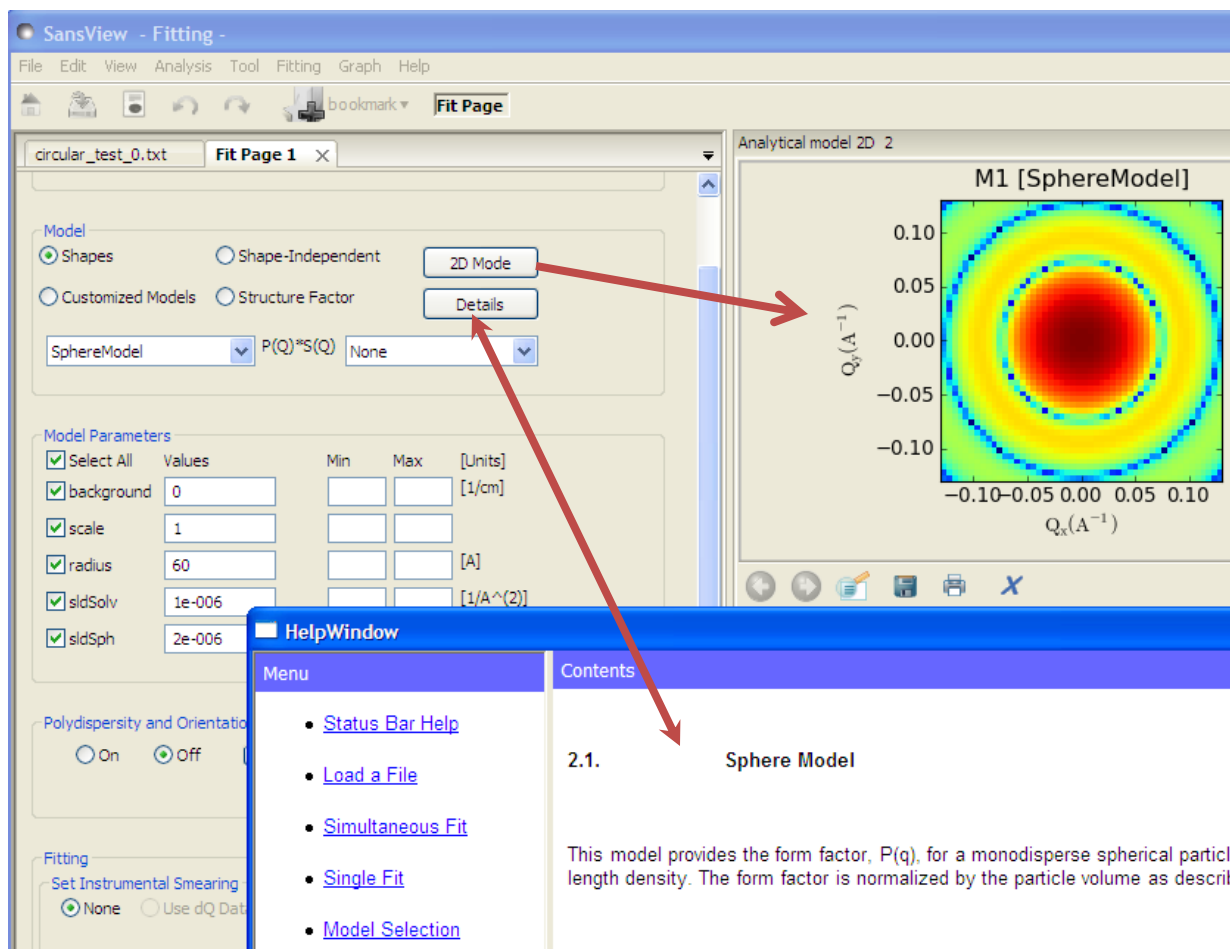 SansView - Fitting -
File Edit View Analysis Tool Fitting Graph Help
bookmark Fit Page
circular_test_0.txt Fit Page 1
Model
Shapes Shape-Independent 2D Mode
Customized Models Structure Factor Details
SphereModel P(Q)*S(Q) None
Model Parameters
Select All Values Min Max [Units]
background 0 [1/cm]
scale 1
radius 60 [A]
sldSolv 1e-006 [1/A^(2)]
sldSph 2e-006
Polydispersity and
On Off
Fitting
Set Instrumental Smearing
None Use dQ
Analytical model 2D 2
M1 [SphereModel]
0.10
0.05
0.00
−0.05
−0.10
−0.10 −0.05 0.00 0.05 0.10
Qy(A−1)
Qx(A−1)
HelpWindow
Menu Contents
Status Bar Help
Load a File
Simultaneous Fit
Single Fit
Model Selection
2.1. Sphere Model
This model provides the form factor, P(q), for a monodisperse spherical
length density. The form factor is normalized by the particle volume as